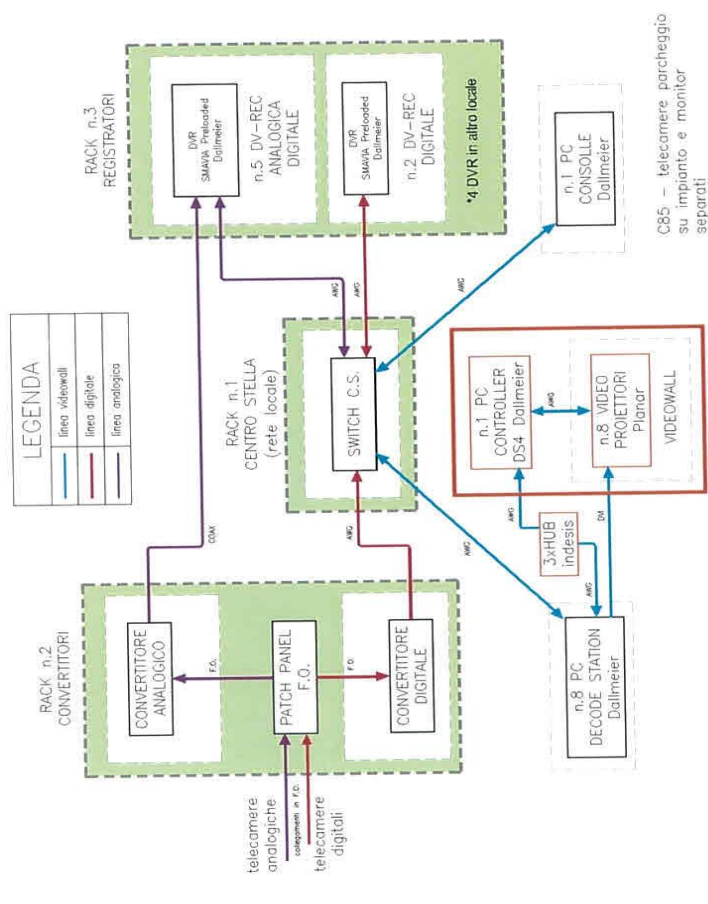 LEGENDA
linea videowall
linea digitale
linea analogica
RACK n.2
CONVERTITORI
CONVERTITORE
ANALOGICO
F.O.
PATCH PANEL
F.O.
F.O.
CONVERTITORE
DIGITALE
telecamere
analogiche
collegamenti in F.O.
telecamere
digitali
COAX
AWG
RACK n.1
CENTRO STELLA
(rete locale)
SWITCH C.S.
AWG
AWG
RACK n.3
REGISTRATORI
DVR
SMAVIA Preloaded
Dallmeier
n.5 DV-REC
ANALOGICA
DIGITALE
DVR
SMAVIA Preloaded
Dallmeier
n.2 DV-REC
DIGITALE
*4 DVR in altro locale
AWG
AWG
n.8 PC
DECODE STATION
Dallmeier
AWG
3xHUB
indesis
AWG
DVI
n.1 PC
CONTROLLER
DS4 Dallmeier
AWG
n.8 VIDEO
PROIETTORI
Planar
VIDEOWALL
n.1 PC
CONSOLLE
Dallmeier
C85 – telecamere parcheggio
su impianto e monitor
separati